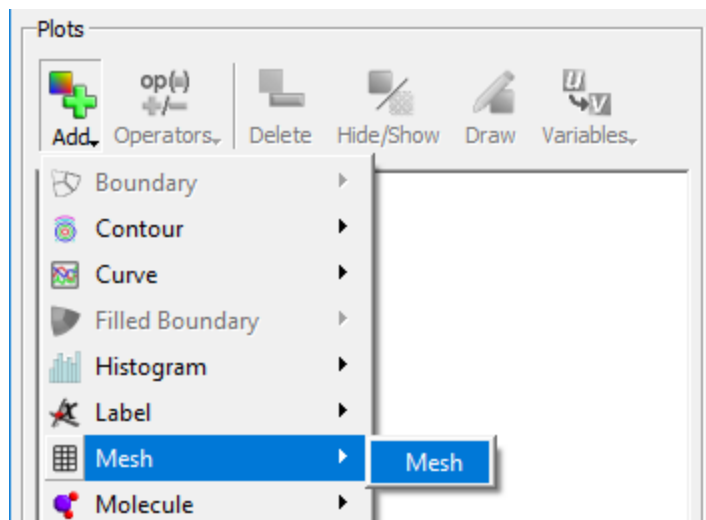 Plots
op(=)
+/−
U
V
Add Operators Delete Hide/Show Draw Variables
Boundary
Contour
Curve
Filled Boundary
Histogram
Label
Mesh Mesh
Molecule